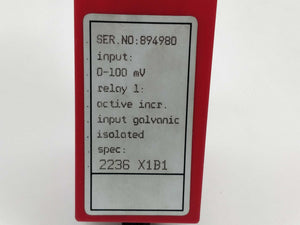 SER.NO:894980
input:
0-100 mV
relay 1:
active incr.
input galvanic
isolated
spec:
2236 X1B1